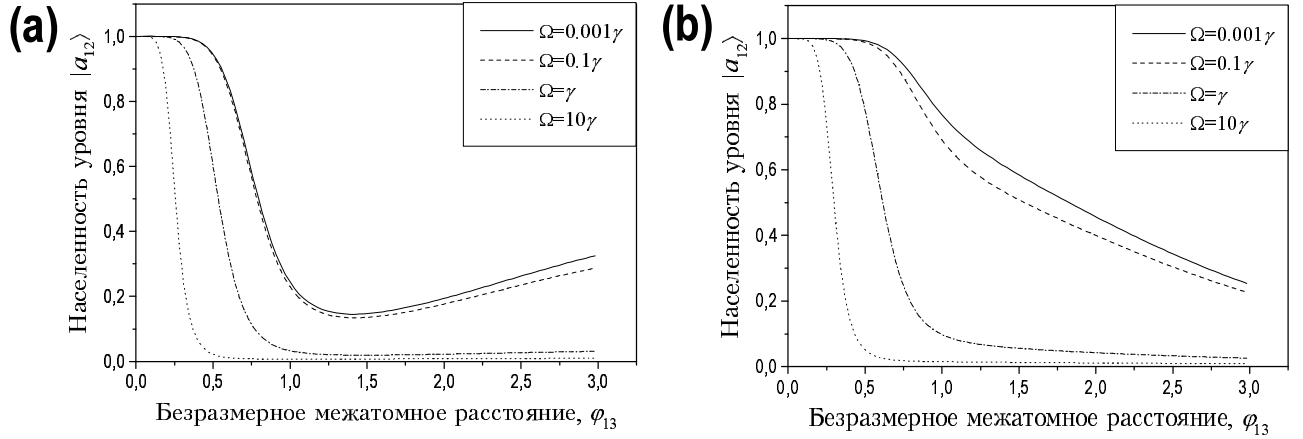 (a)
Населенность уровня |a₁₂⟩
1,0
0,8
0,6
0,4
0,2
0,0
0,0 0,5 1,0 1,5 2,0 2,5 3,0
Безразмерное межатомное расстояние, φ₁₃
Ω=0.001γ
Ω=0.1γ
Ω=γ
Ω=10γ
(b)
Населенность уровня |a₁₂⟩
1,0
0,8
0,6
0,4
0,2
0,0
0,0 0,5 1,0 1,5 2,0 2,5 3,0
Безразмерное межатомное расстояние, φ₁₃
Ω=0.001γ
Ω=0.1γ
Ω=γ
Ω=10γ